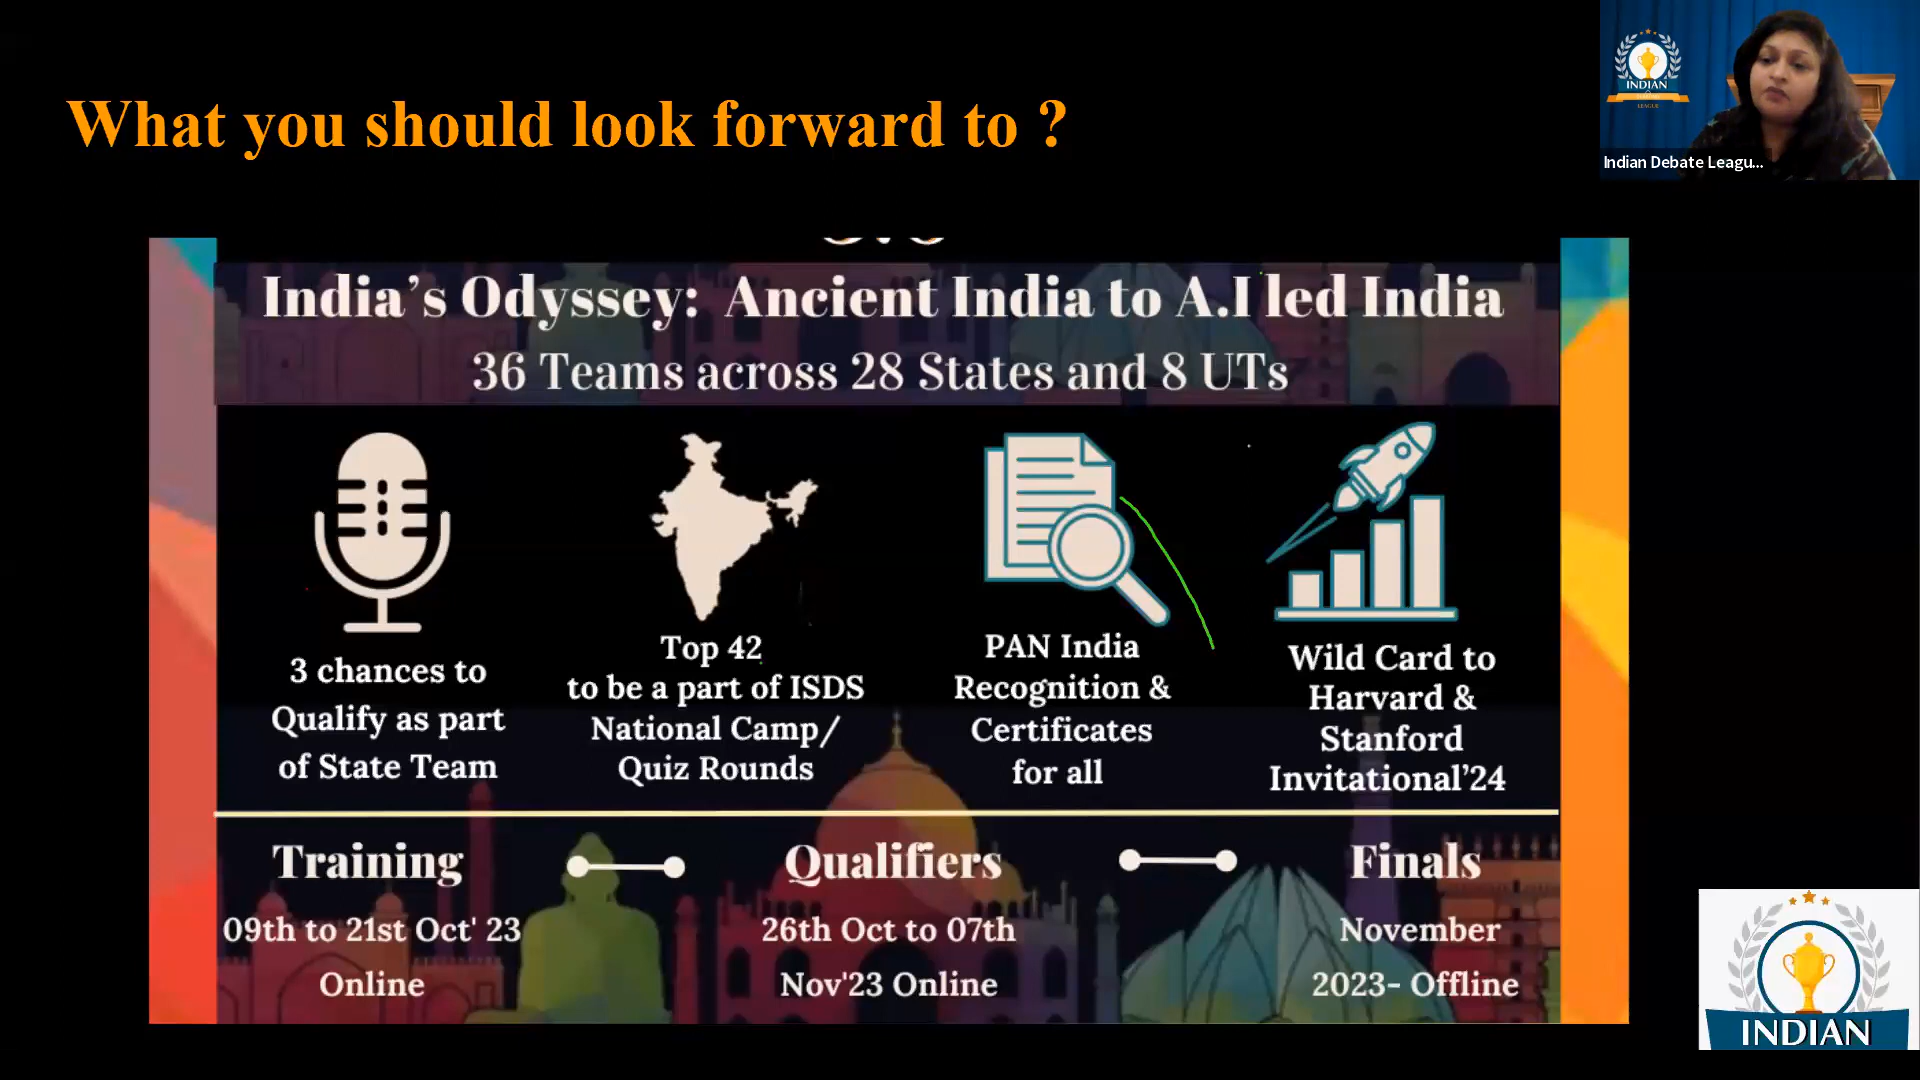 What you should look forward to ?
INDIAN
LEAGUE
Indian Debate Leagu...
India’s Odyssey: Ancient India to A.I led India
36 Teams across 28 States and 8 UTs
3 chances to
Qualify as part
of State Team
Top 42
to be a part of ISDS
National Camp/
Quiz Rounds
PAN India
Recognition &
Certificates
for all
Wild Card to
Harvard &
Stanford
Invitational’24
Training
09th to 21st Oct' 23
Online
Qualifiers
26th Oct to 07th
Nov'23 Online
Finals
November
2023- Offline
INDIAN